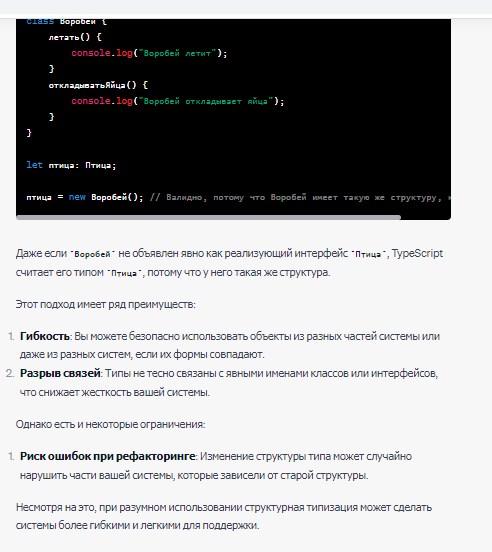 class Воробей {
летать() {
console.log("Воробей летит");
}
откладыватьЯйца() {
console.log("Воробей откладывает яйца");
}
}
let птица: Птица;
птица = new Воробей(); // Валидно, потому что Воробей имеет такую же структуру,
Даже если `Воробей` не объявлен явно как реализующий интерфейс `Птица`, TypeScript
считает его типом `Птица`, потому что у него такая же структура.
Этот подход имеет ряд преимуществ:
1. Гибкость: Вы можете безопасно использовать объекты из разных частей системы или
даже из разных систем, если их формы совпадают.
2. Разрыв связей: Типы не тесно связаны с явными именами классов или интерфейсов,
что снижает жесткость вашей системы.
Однако есть и некоторые ограничения:
1. Риск ошибок при рефакторинге: Изменение структуры типа может случайно
нарушить части вашей системы, которые зависели от старой структуры.
Несмотря на это, при разумном использовании структурная типизация может сделать
системы более гибкими и легкими для поддержки.